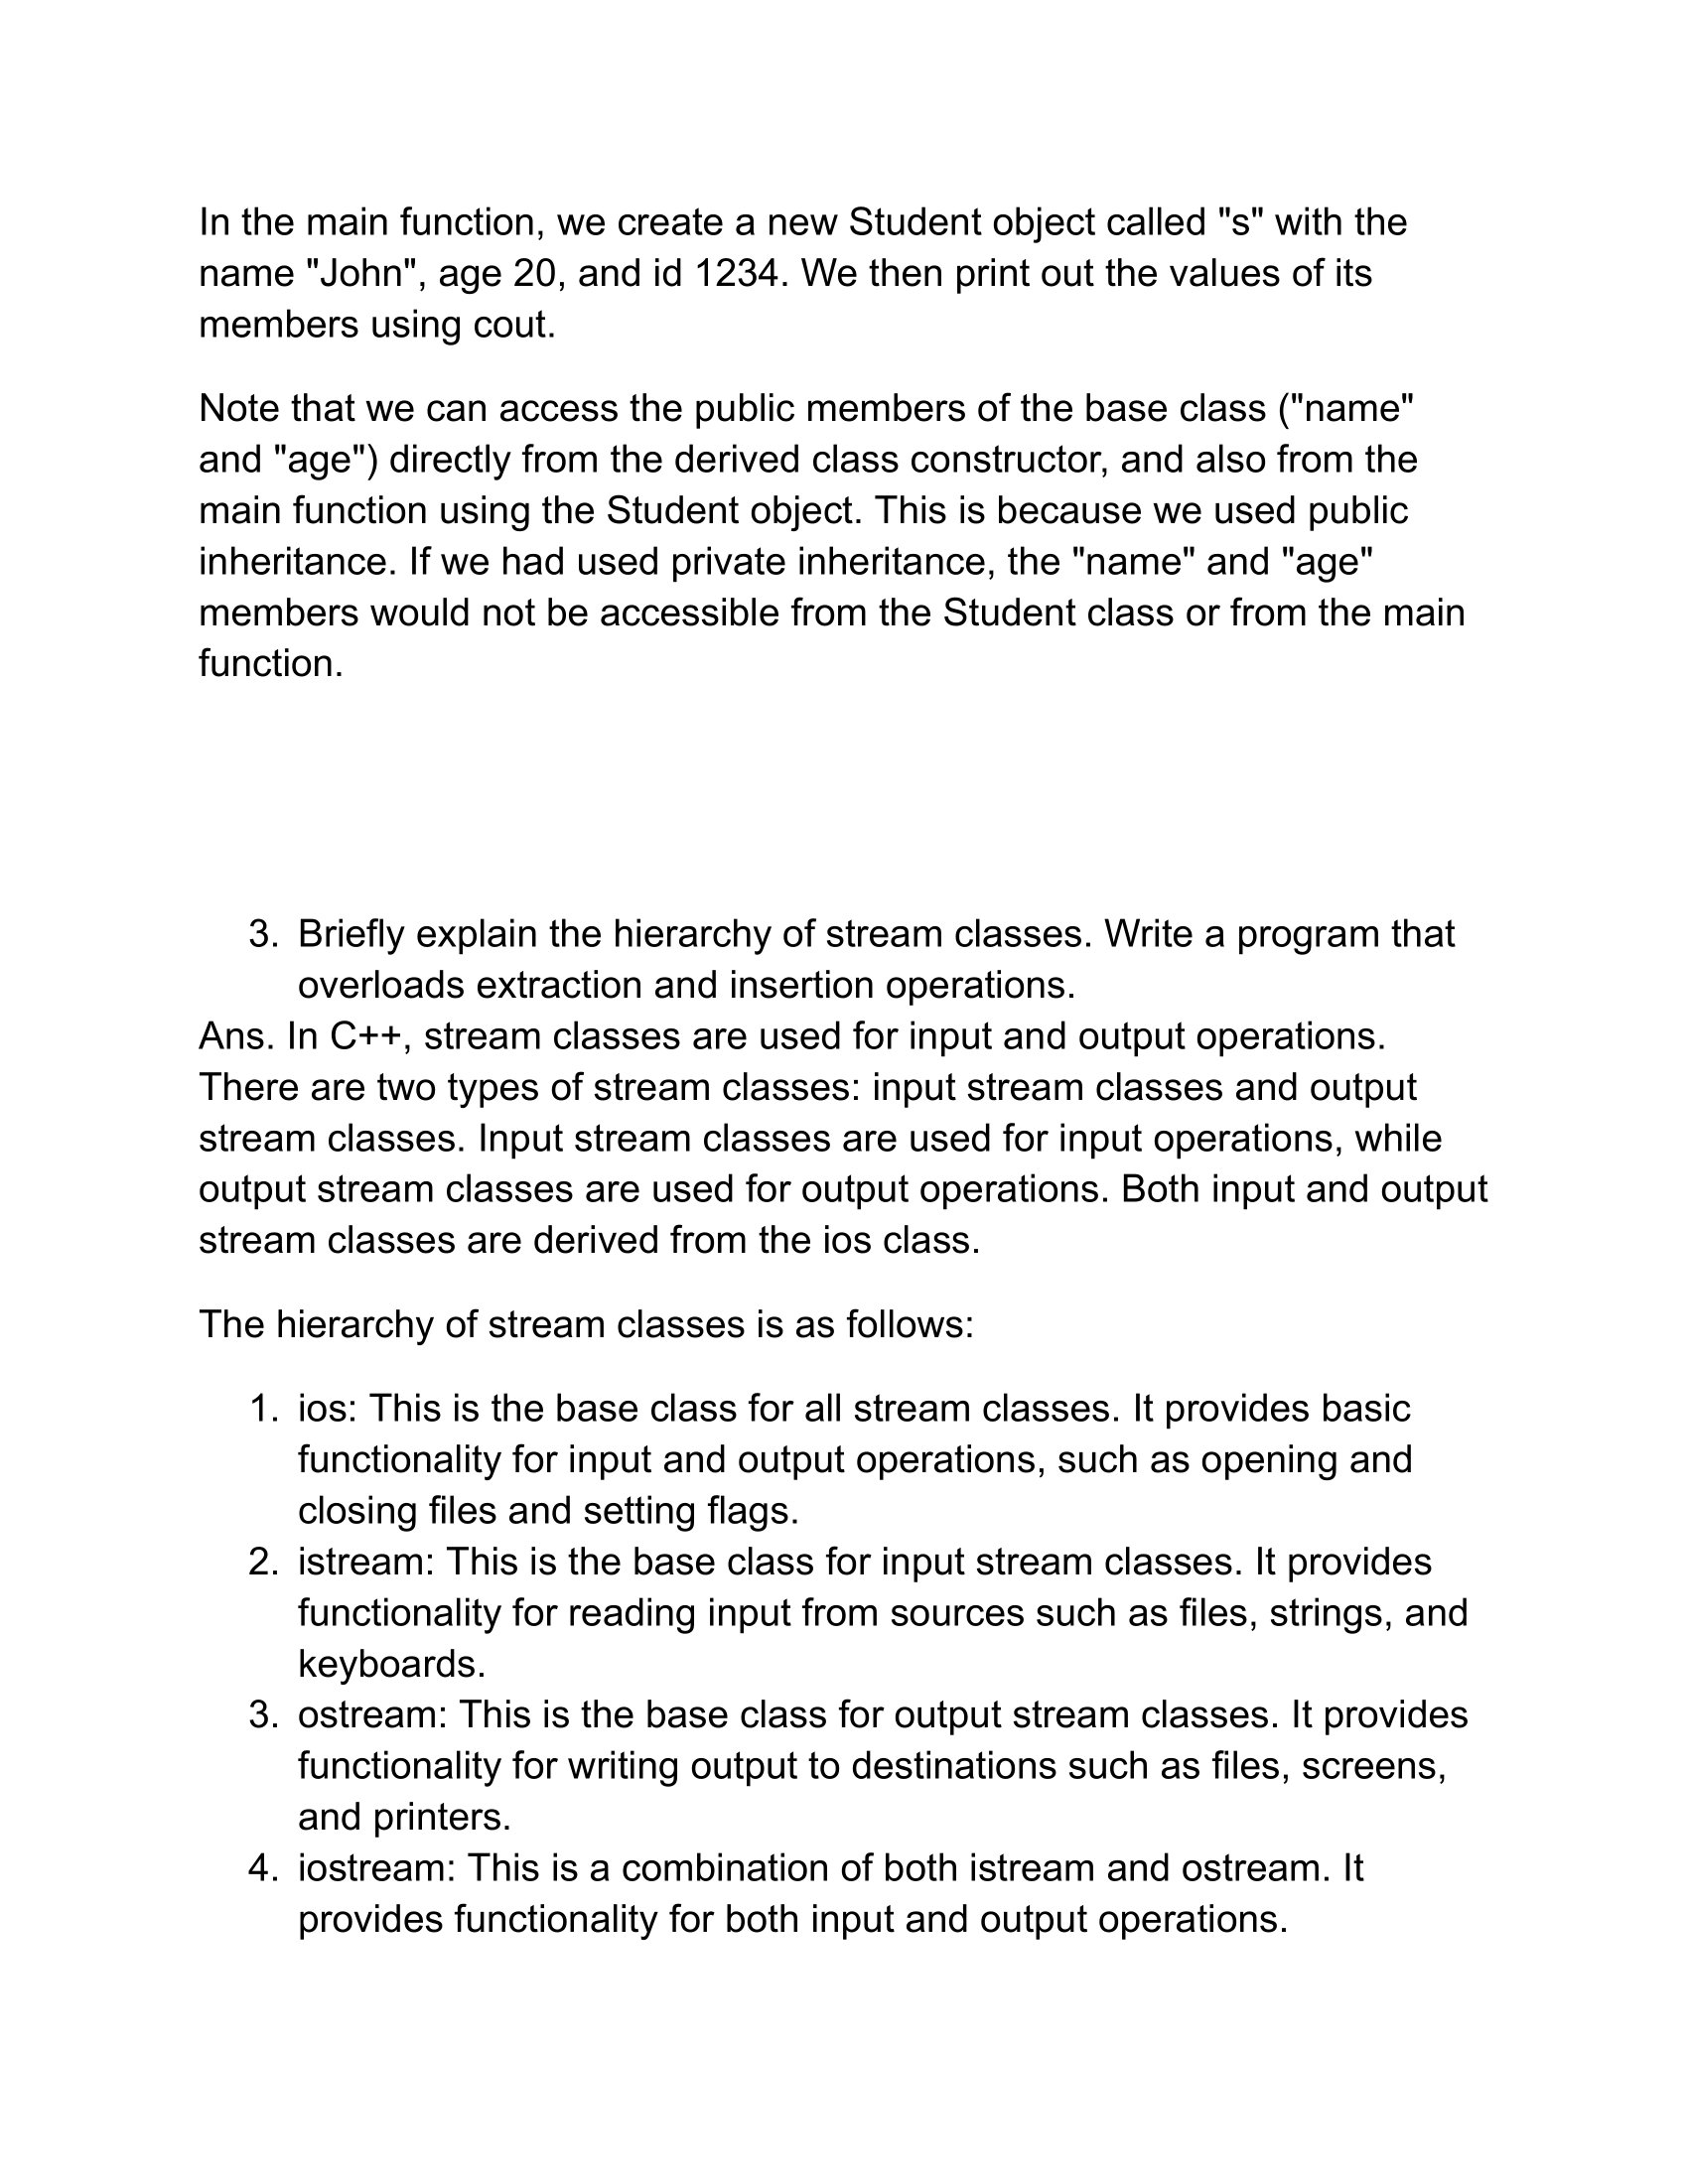 In the main function, we create a new Student object called "s" with the
name "John", age 20, and id 1234. We then print out the values of its
members using cout.
Note that we can access the public members of the base class ("name"
and "age") directly from the derived class constructor, and also from the
main function using the Student object. This is because we used public
inheritance. If we had used private inheritance, the "name" and "age"
members would not be accessible from the Student class or from the main
function.
3. Briefly explain the hierarchy of stream classes. Write a program that
overloads extraction and insertion operations.
Ans. In C++, stream classes are used for input and output operations.
There are two types of stream classes: input stream classes and output
stream classes. Input stream classes are used for input operations, while
output stream classes are used for output operations. Both input and output
stream classes are derived from the ios class.
The hierarchy of stream classes is as follows:
1. ios: This is the base class for all stream classes. It provides basic
functionality for input and output operations, such as opening and
closing files and setting flags.
2. istream: This is the base class for input stream classes. It provides
functionality for reading input from sources such as files, strings, and
keyboards.
3. ostream: This is the base class for output stream classes. It provides
functionality for writing output to destinations such as files, screens,
and printers.
4. iostream: This is a combination of both istream and ostream. It
provides functionality for both input and output operations.